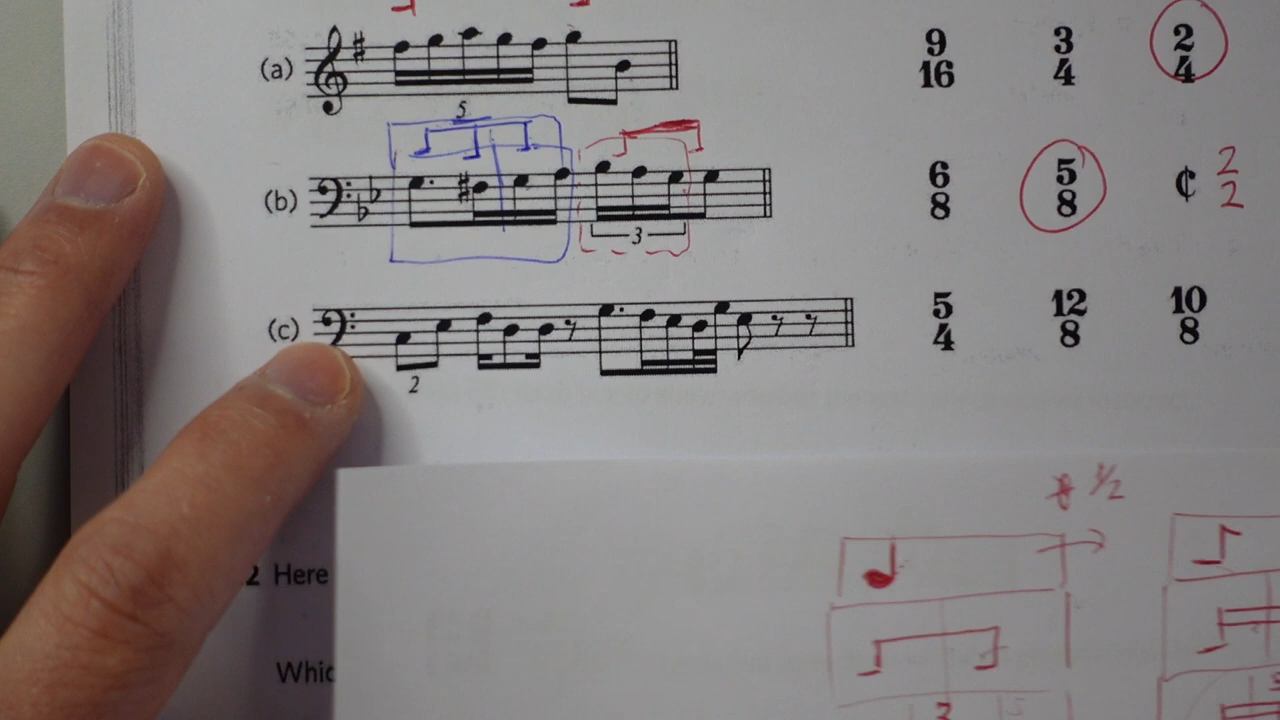 (a) 9 3 2
16 4 4
5
(b) 6 5 ¢ 2
8 8 2
3
(c) 5 12 10
4 8 8
2
1/2
2 Here
3
Whic